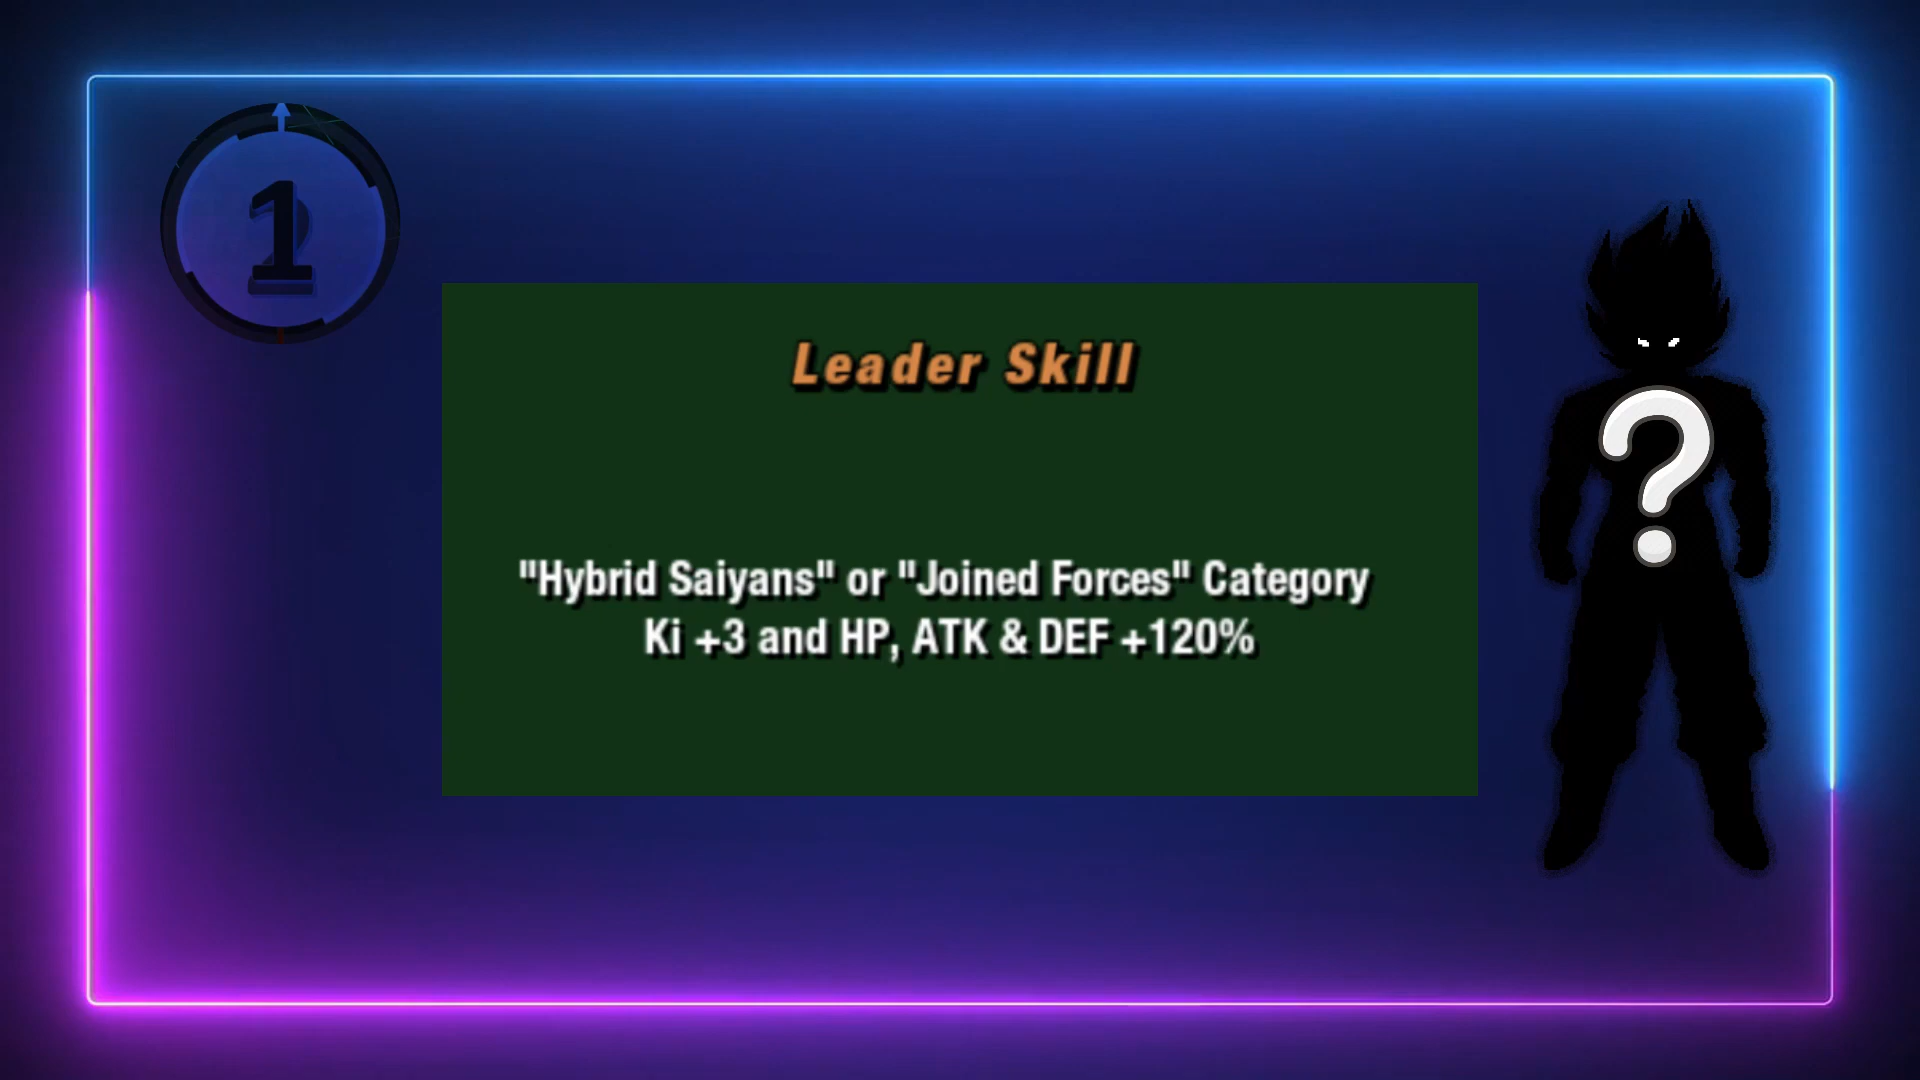 1
Leader Skill
"Hybrid Saiyans" or "Joined Forces" Category
Ki +3 and HP, ATK & DEF +120%
?